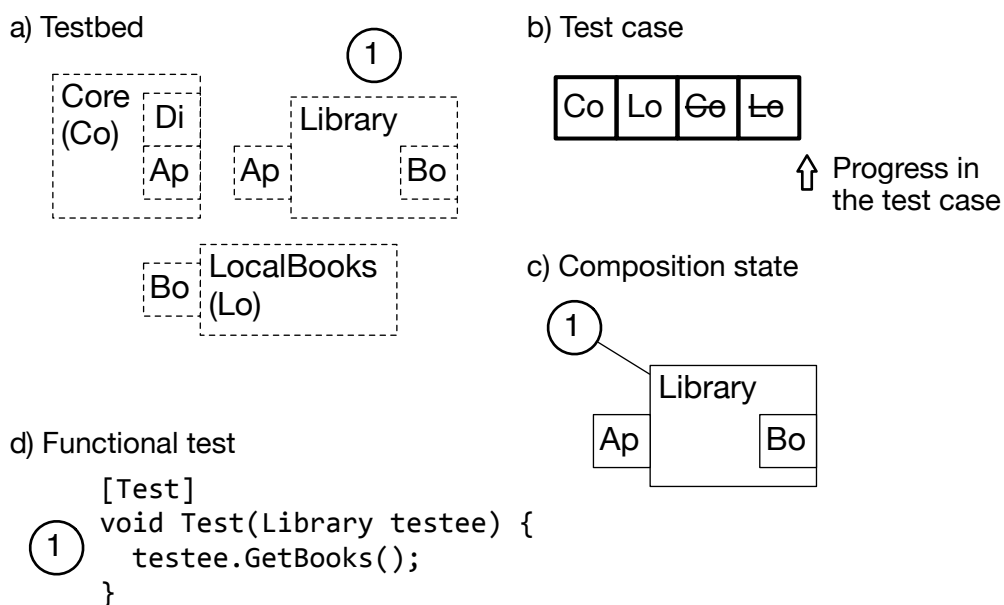 a) Testbed
1
Core
(Co)
Di
Ap
Ap
Library
Bo
Bo
LocalBooks
(Lo)
b) Test case
Co Lo Co Lo
Progress in
the test case
c) Composition state
1
Library
Ap
Bo
d) Functional test
1
[Test]
void Test(Library testee) {
testee.GetBooks();
}